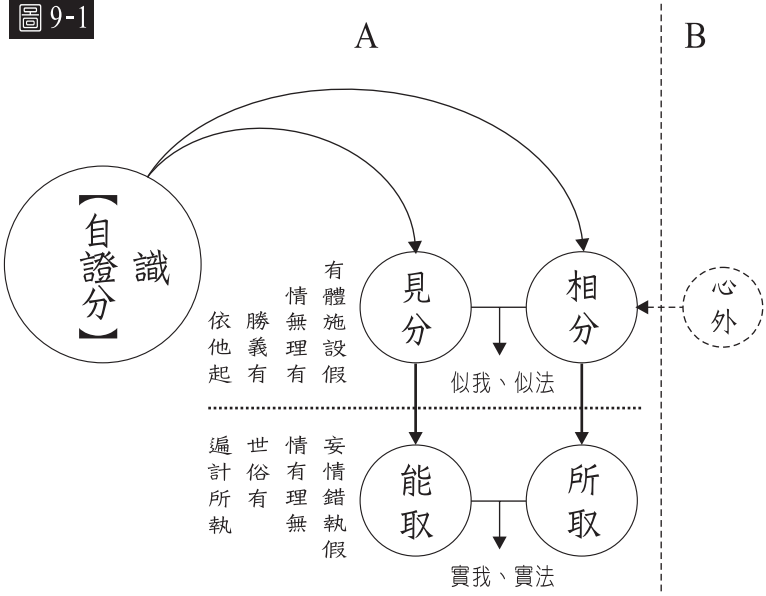 圖 9-1
A
B
識
【自證分】
見分
相分
心外
有體施設假
情無理有
勝義有
依他起
似我、似法
妄情錯執假
情有理無
世俗有
遍計所執
能取
所取
實我、實法